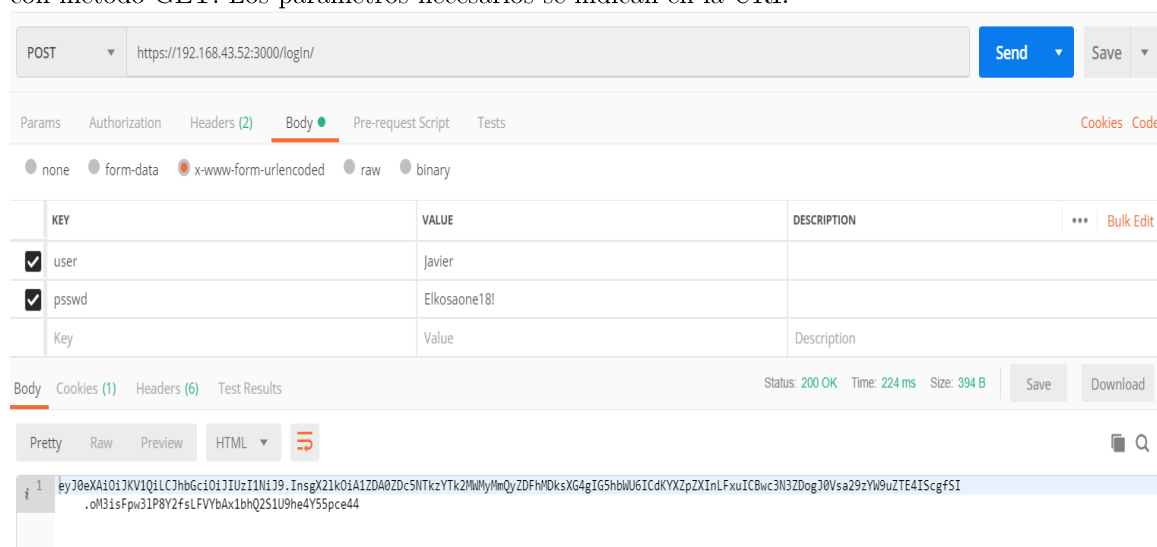 con método GET. Los parámetros necesarios se indican en la URI.
POST https://192.168.43.52:3000/logIn/ Send Save
Params Authorization Headers (2) Body Pre-request Script Tests Cookies Code
none form-data x-www-form-urlencoded raw binary
KEY VALUE DESCRIPTION ••• Bulk Edit
user Javier
psswd Elkosaone18!
Key Value Description
Body Cookies (1) Headers (6) Test Results Status: 200 OK Time: 224 ms Size: 394 B Save Download
Pretty Raw Preview HTML
i 1 eyJ0eXAiOiJKV1QiLCJhbGciOiJIUzI1NiJ9.InsgX2lkOiA1ZDA0ZDc5NTkzYTk2MWMyMmQyZDFhMDksXG4gIG5hbWU6ICdKYXZpZXInLFxuICBwc3N3ZDogJ0Vsa29zYW9uZTE4IScgfSI
.oM3isFpw3lP8Y2fsLFVYbAx1bhQ2S1U9he4Y55pce44